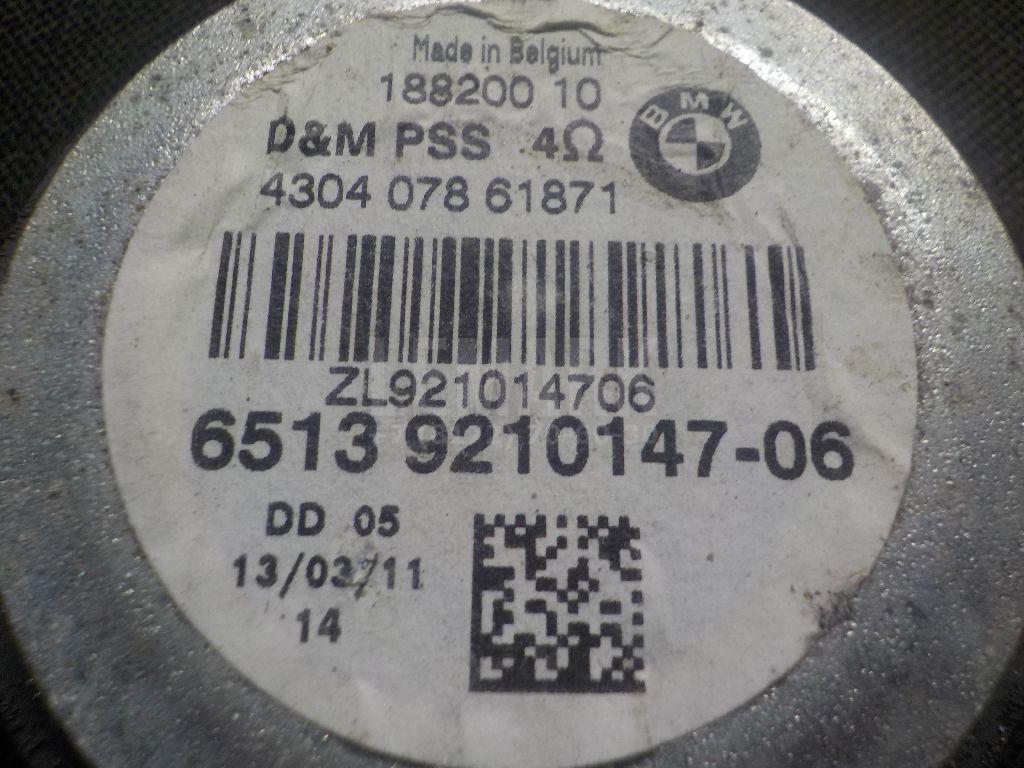 Made in Belgium
188200 10
D&M PSS 4Ω
BMW
4304 078 61871
ZL921014706
6513 9210147-06
DD 05
13/03/11
14